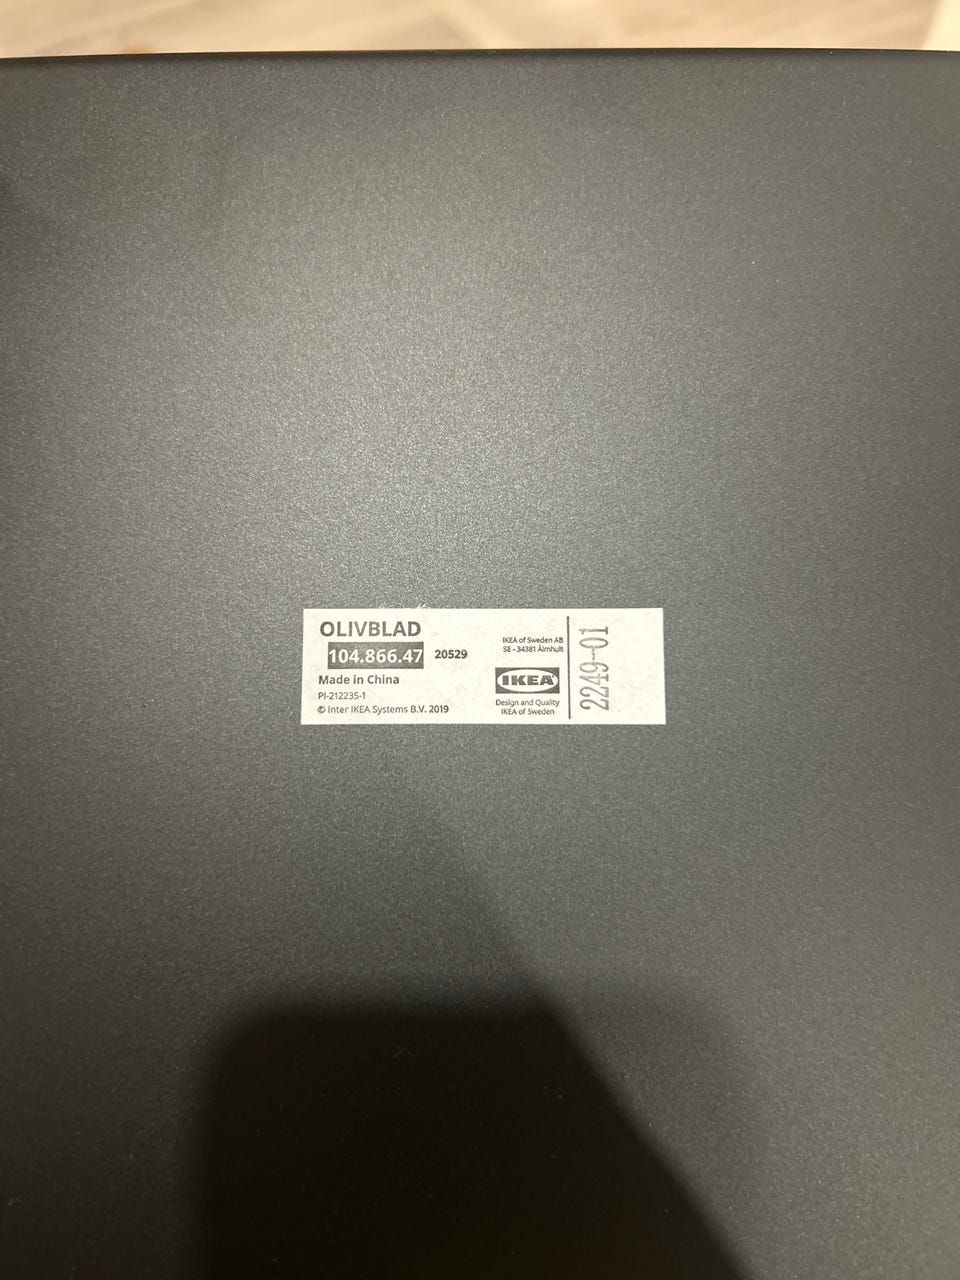 OLIVBLAD
104.866.47 20529
Made in China
PI-212235-1
© Inter IKEA Systems B.V. 2019
IKEA of Sweden AB
SE - 34381 Älmhult
IKEA
Design and Quality
IKEA of Sweden
2249-01